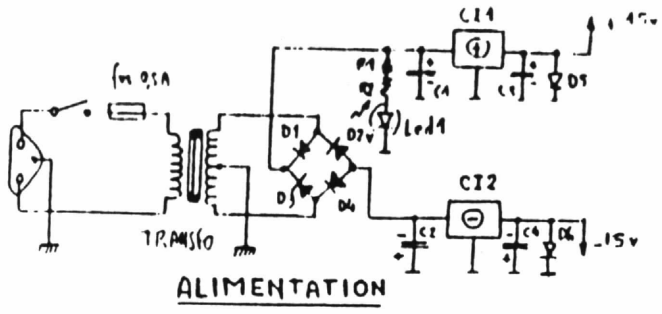 CI1
+15v
fus 0,5A
(+)
R1
C1
C3
D5
D1
D2
Led1
D3
D4
CI2
−
C2
C4
D6
-15v
TRANSFO
ALIMENTATION